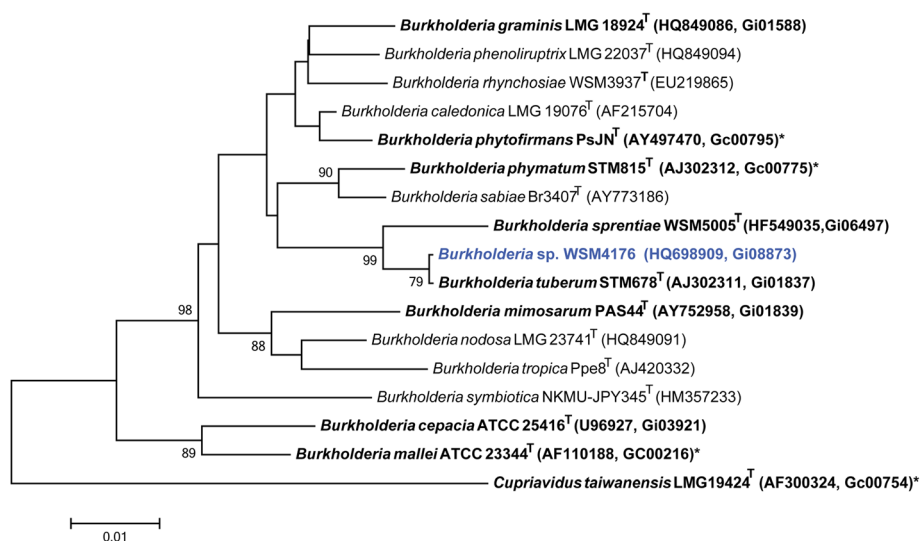 Burkholderia graminis LMG 18924T (HQ849086, Gi01588)
Burkholderia phenoliruptrix LMG 22037T (HQ849094)
Burkholderia rhynchosiae WSM3937T (EU219865)
Burkholderia caledonica LMG 19076T (AF215704)
Burkholderia phytofirmans PsJNT (AY497470, Gc00795)*
90 Burkholderia phymatum STM815T (AJ302312, Gc00775)*
Burkholderia sabiae Br3407T (AY773186)
Burkholderia sprentiae WSM5005T(HF549035,Gi06497)
99 Burkholderia sp. WSM4176 (HQ698909, Gi08873)
79 Burkholderia tuberum STM678T (AJ302311, Gi01837)
98 Burkholderia mimosarum PAS44T (AY752958, Gi01839)
88 Burkholderia nodosa LMG 23741T (HQ849091)
Burkholderia tropica Ppe8T (AJ420332)
Burkholderia symbiotica NKMU-JPY345T (HM357233)
Burkholderia cepacia ATCC 25416T (U96927, Gi03921)
89 Burkholderia mallei ATCC 23344T (AF110188, GC00216)*
Cupriavidus taiwanensis LMG19424T (AF300324, Gc00754)*
0.01